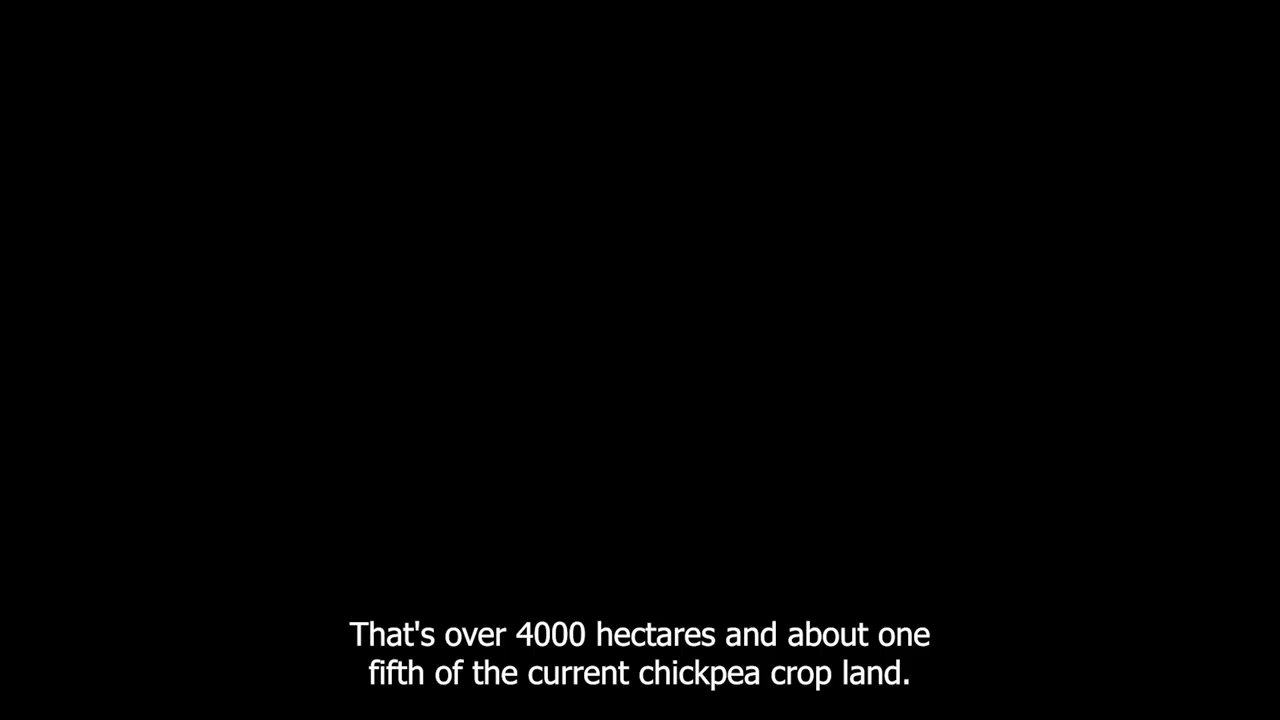 That's over 4000 hectares and about one
fifth of the current chickpea crop land.